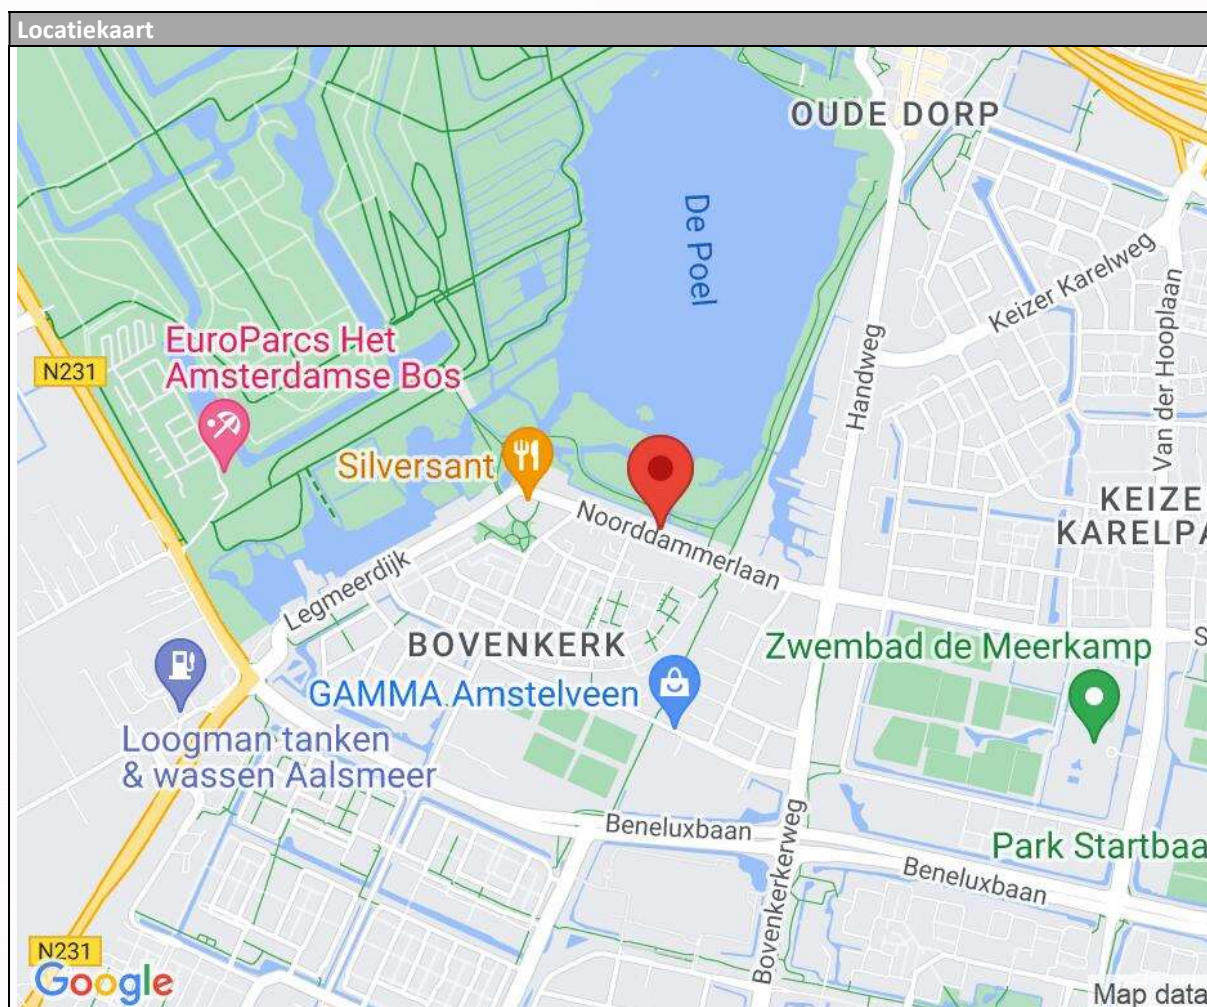 Locatiekaart
OUDE DORP
De Poel
Keizer Karelweg
Van der Hooplaan
Handweg
N231
EuroParcs Het
Amsterdamse Bos
Silversant
Noorddammerlaan
KEIZE
KARELPA
Legmeerdijk
BOVENKERK
Zwembad de Meerkamp
S
GAMMA Amstelveen
Loogman tanken
& wassen Aalsmeer
Beneluxbaan
Bovenkerkerweg
Park Startbaa
Beneluxbaan
N231
Google
Map data